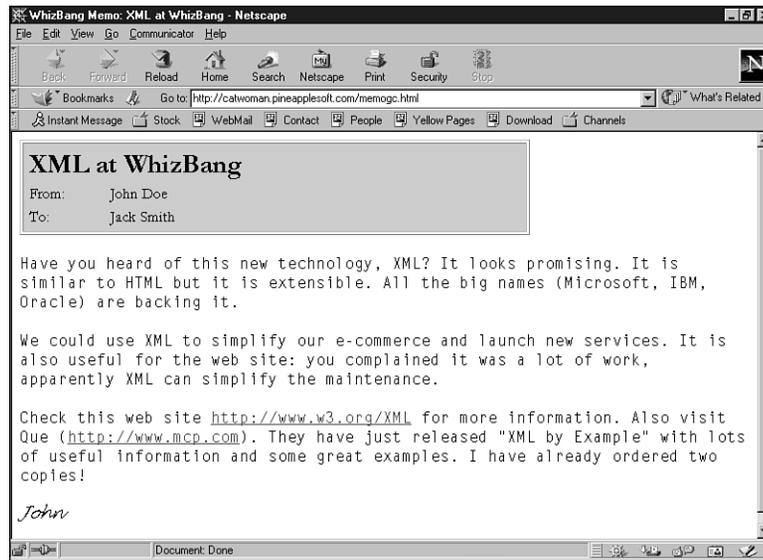 WhizBang Memo: XML at WhizBang - Netscape
File Edit View Go Communicator Help
N
Back Forward Reload Home Search Netscape Print Security Stop
Bookmarks Go to: http://catwoman.pineapplesoft.com/memogc.html What's Related
Instant Message Stock WebMail Contact People Yellow Pages Download Channels
XML at WhizBang
From: John Doe
To: Jack Smith
Have you heard of this new technology, XML? It looks promising. It is
similar to HTML but it is extensible. All the big names (Microsoft, IBM,
Oracle) are backing it.
We could use XML to simplify our e-commerce and launch new services. It is
also useful for the web site: you complained it was a lot of work,
apparently XML can simplify the maintenance.
Check this web site http://www.w3.org/XML for more information. Also visit
Que (http://www.mcp.com). They have just released "XML by Example" with lots
of useful information and some great examples. I have already ordered two
copies!
John
Document: Done